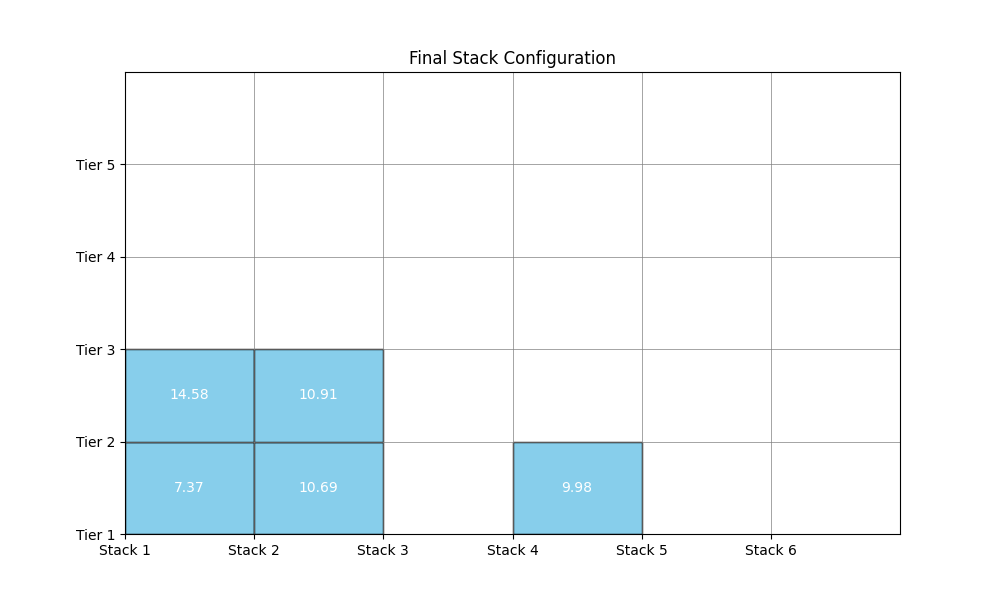 Final Stack Configuration
Tier 5
Tier 4
Tier 3
14.58 10.91
Tier 2
7.37 10.69 9.98
Tier 1
Stack 1 Stack 2 Stack 3 Stack 4 Stack 5 Stack 6